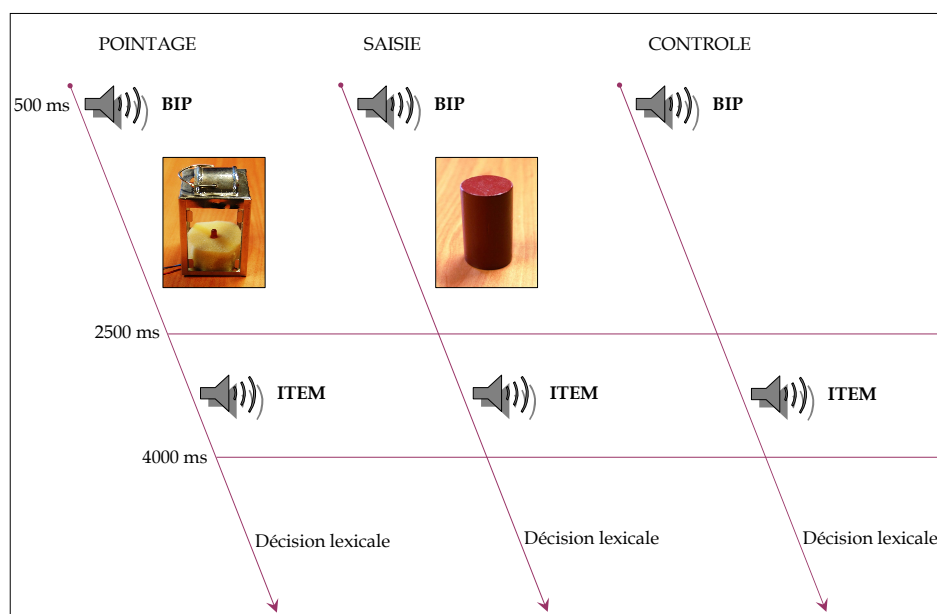 POINTAGE SAISIE CONTROLE
500 ms BIP BIP BIP
2500 ms
ITEM ITEM ITEM
4000 ms
Décision lexicale Décision lexicale Décision lexicale